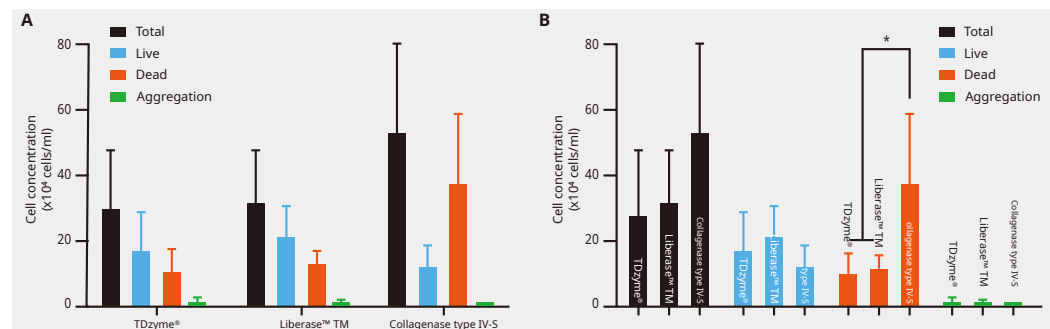 A
Total
Live
Dead
Aggregation
Cell concentration
(x10⁴ cells/ml)
80
60
40
20
0
TDzyme®
Liberase™ TM
Collagenase type IV-S
B
Total
Live
Dead
Aggregation
Cell concentration
(x10⁴ cells/ml)
80
60
40
20
0
*
TDzyme®
Liberase™ TM
Collagenase type IV-S
TDzyme®
Liberase™ TM
type IV-S
TDzyme®
Liberase™ TM
ollagenase type IV-S
TDzyme®
Liberase™ TM
Collagenase type IV-S